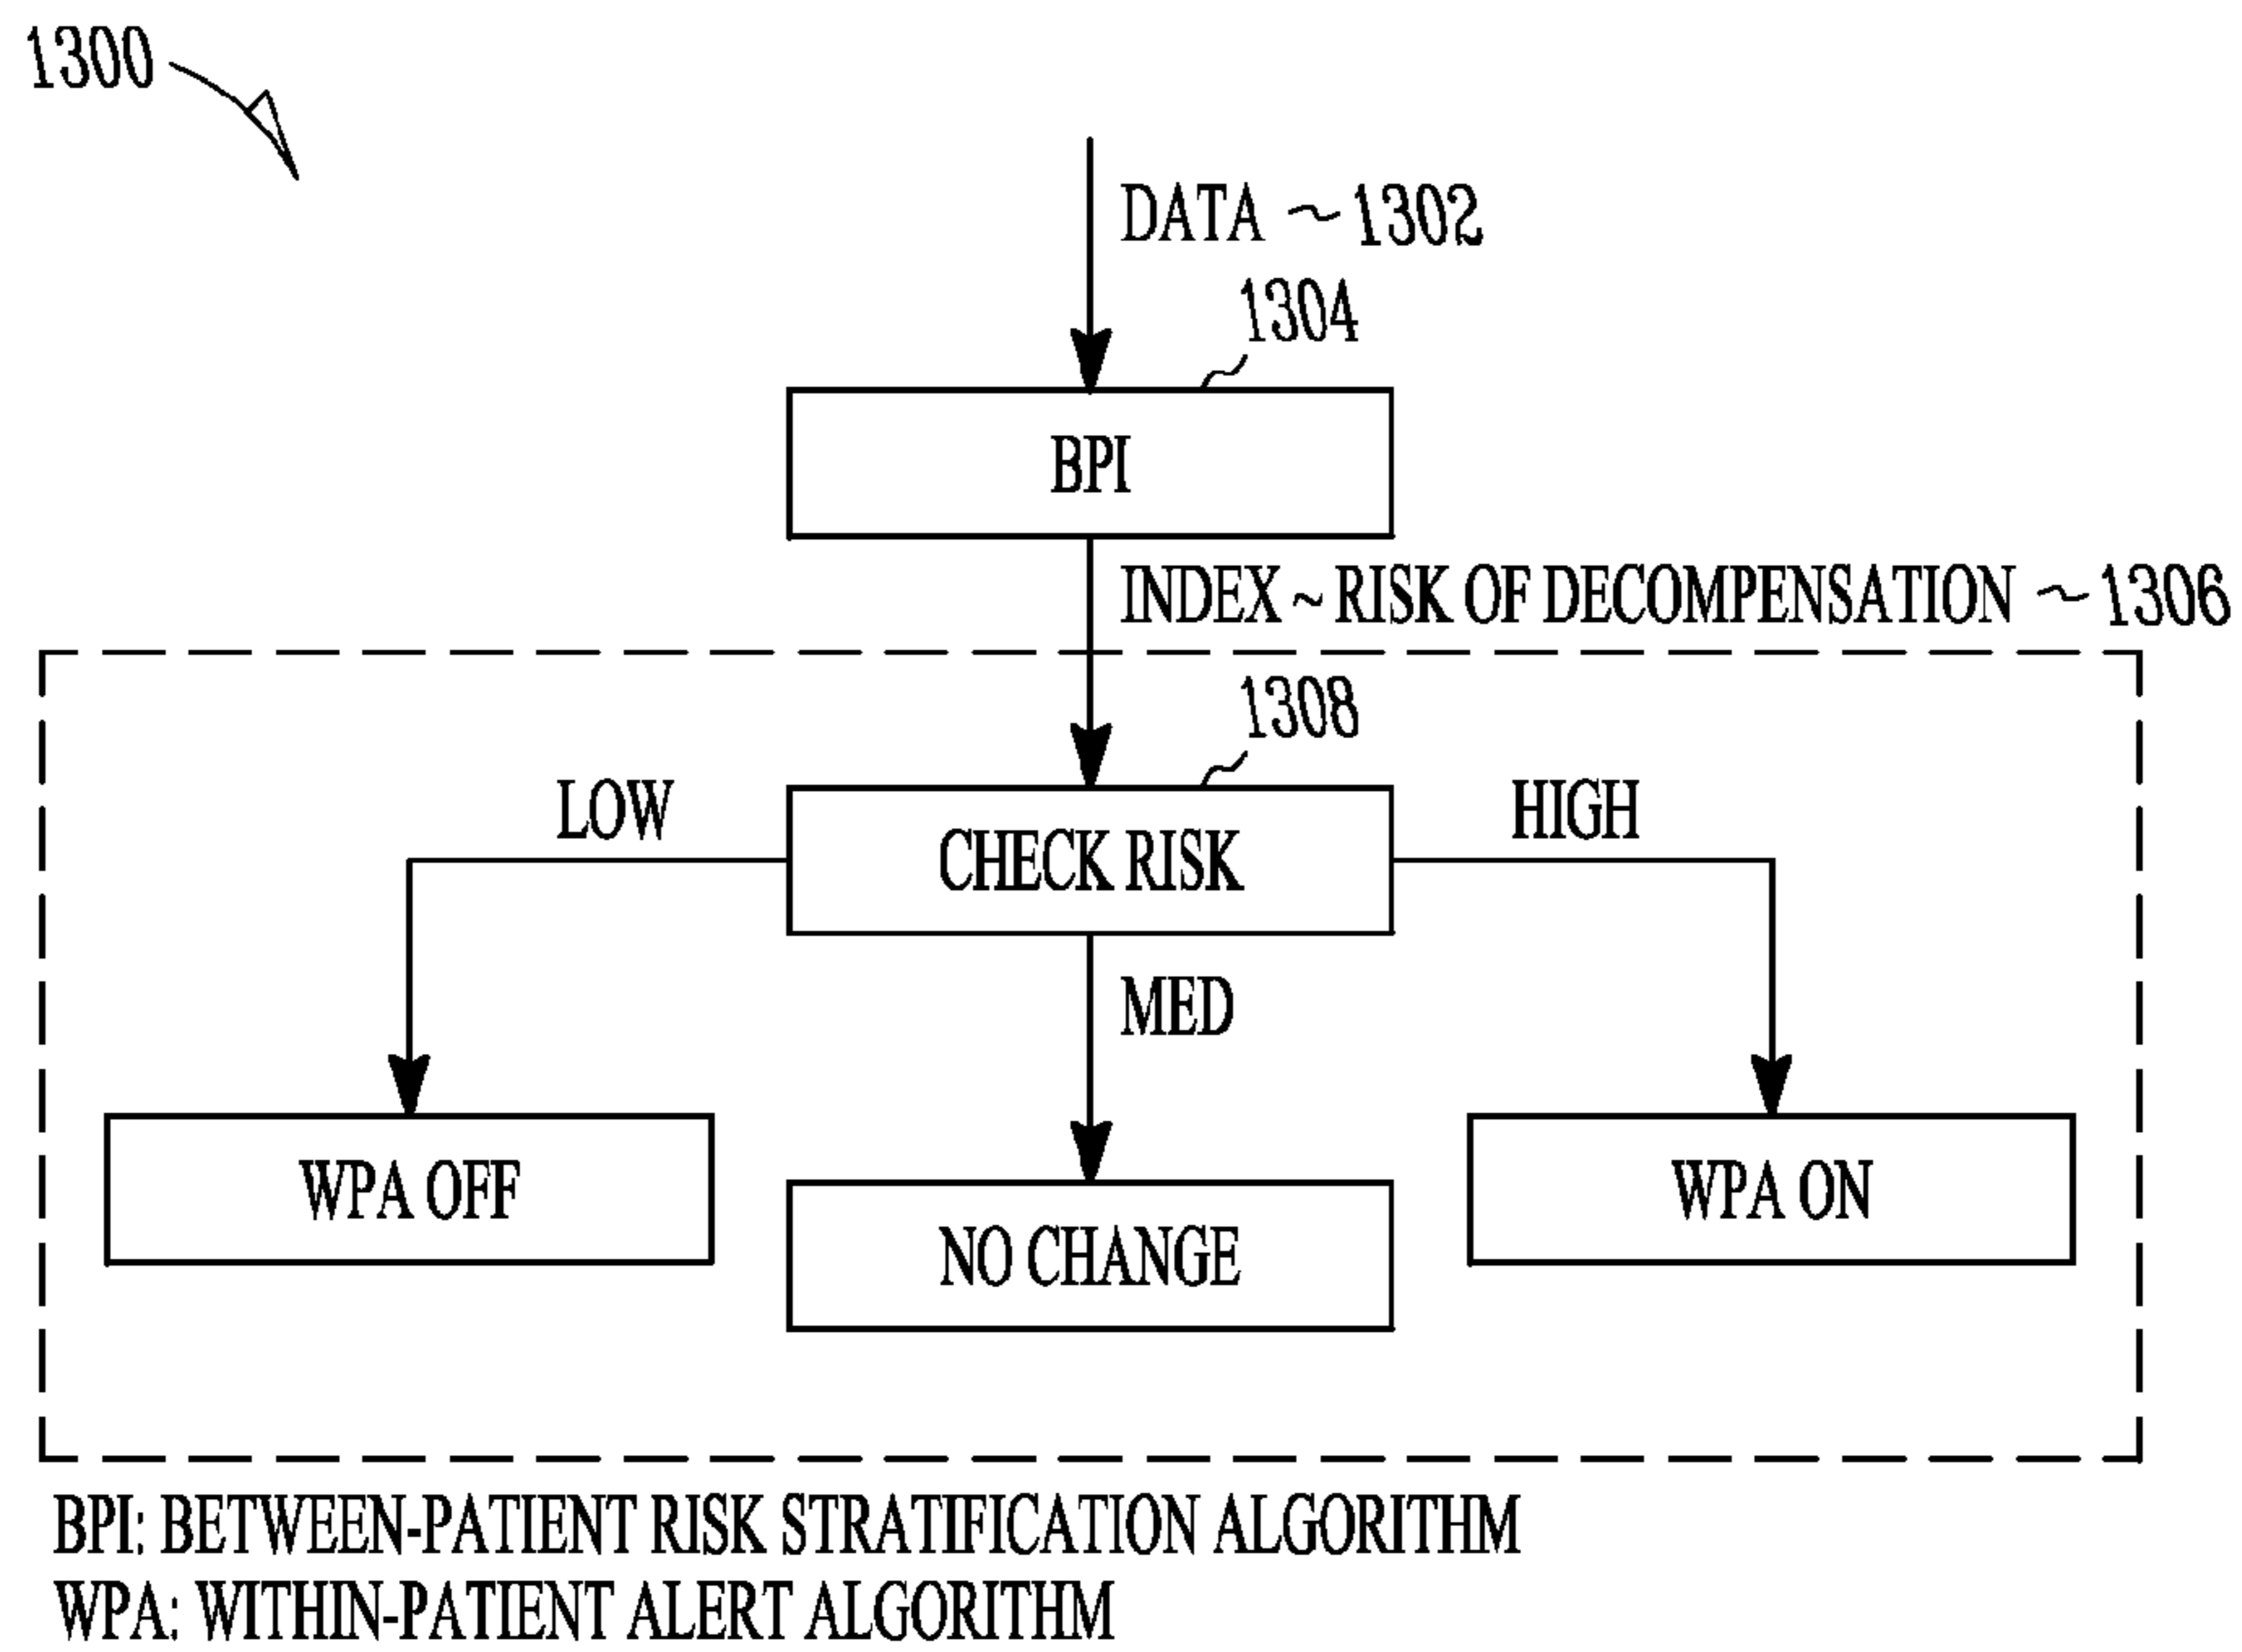 1300
DATA ~ 1302
1304
BPI
INDEX ~ RISK OF DECOMPENSATION ~ 1306
1308
LOW
HIGH
CHECK RISK
MED
WPA OFF
WPA ON
NO CHANGE
BPI: BETWEEN-PATIENT RISK STRATIFICATION ALGORITHM
WPA: WITHIN-PATIENT ALERT ALGORITHM